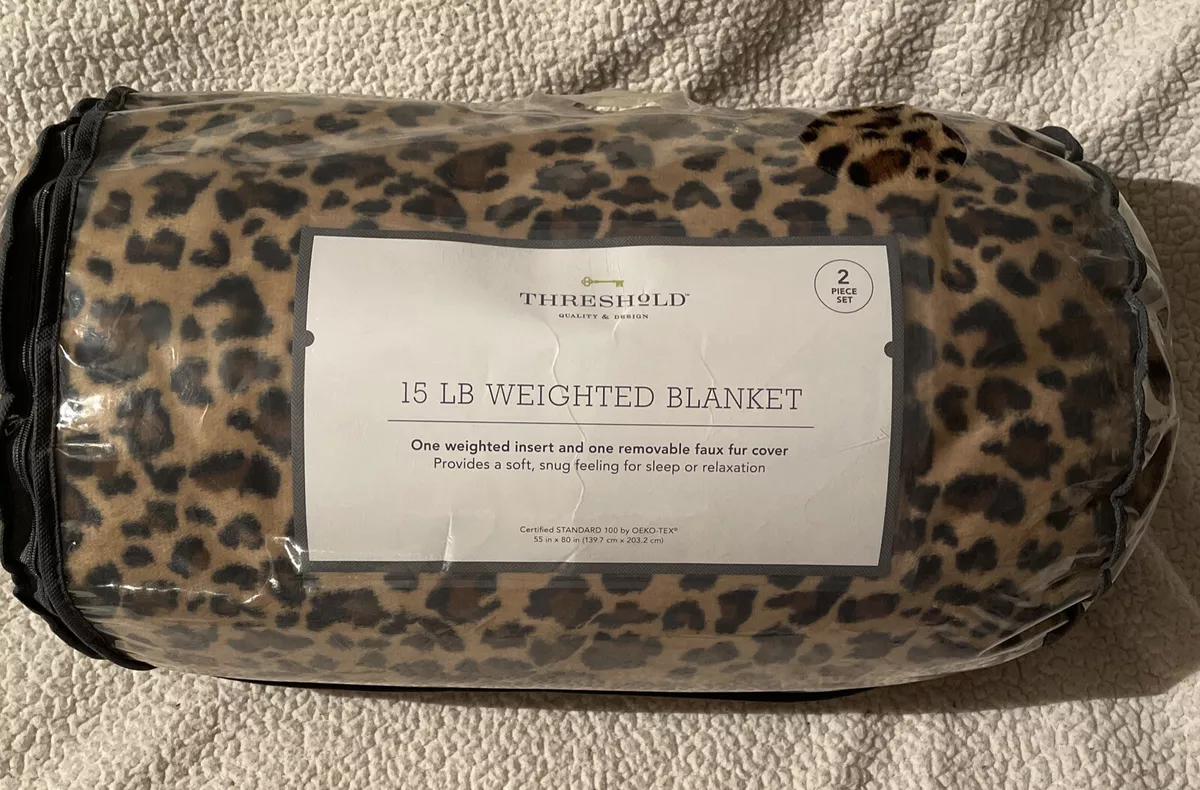 2
PIECE
SET
THRESHOLD™
QUALITY & DESIGN
15 LB WEIGHTED BLANKET
One weighted insert and one removable faux fur cover
Provides a soft, snug feeling for sleep or relaxation
Certified STANDARD 100 by OEKO-TEX®
55 in x 80 in (139.7 cm x 203.2 cm)